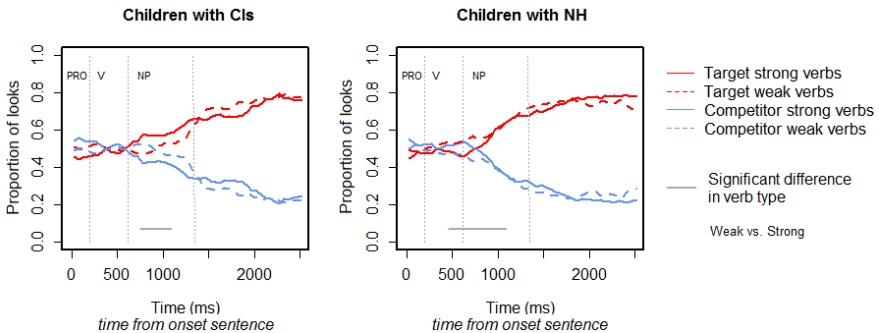 Children with CIs
Children with NH
Proportion of looks
1.0
0.8
0.6
0.4
0.2
0.0
PRO V NP
0 500 1000 2000
Time (ms)
time from onset sentence
Proportion of looks
1.0
0.8
0.6
0.4
0.2
0.0
PRO V NP
0 500 1000 2000
Time (ms)
time from onset sentence
Target strong verbs
Target weak verbs
Competitor strong verbs
Competitor weak verbs
Significant difference
in verb type
Weak vs. Strong